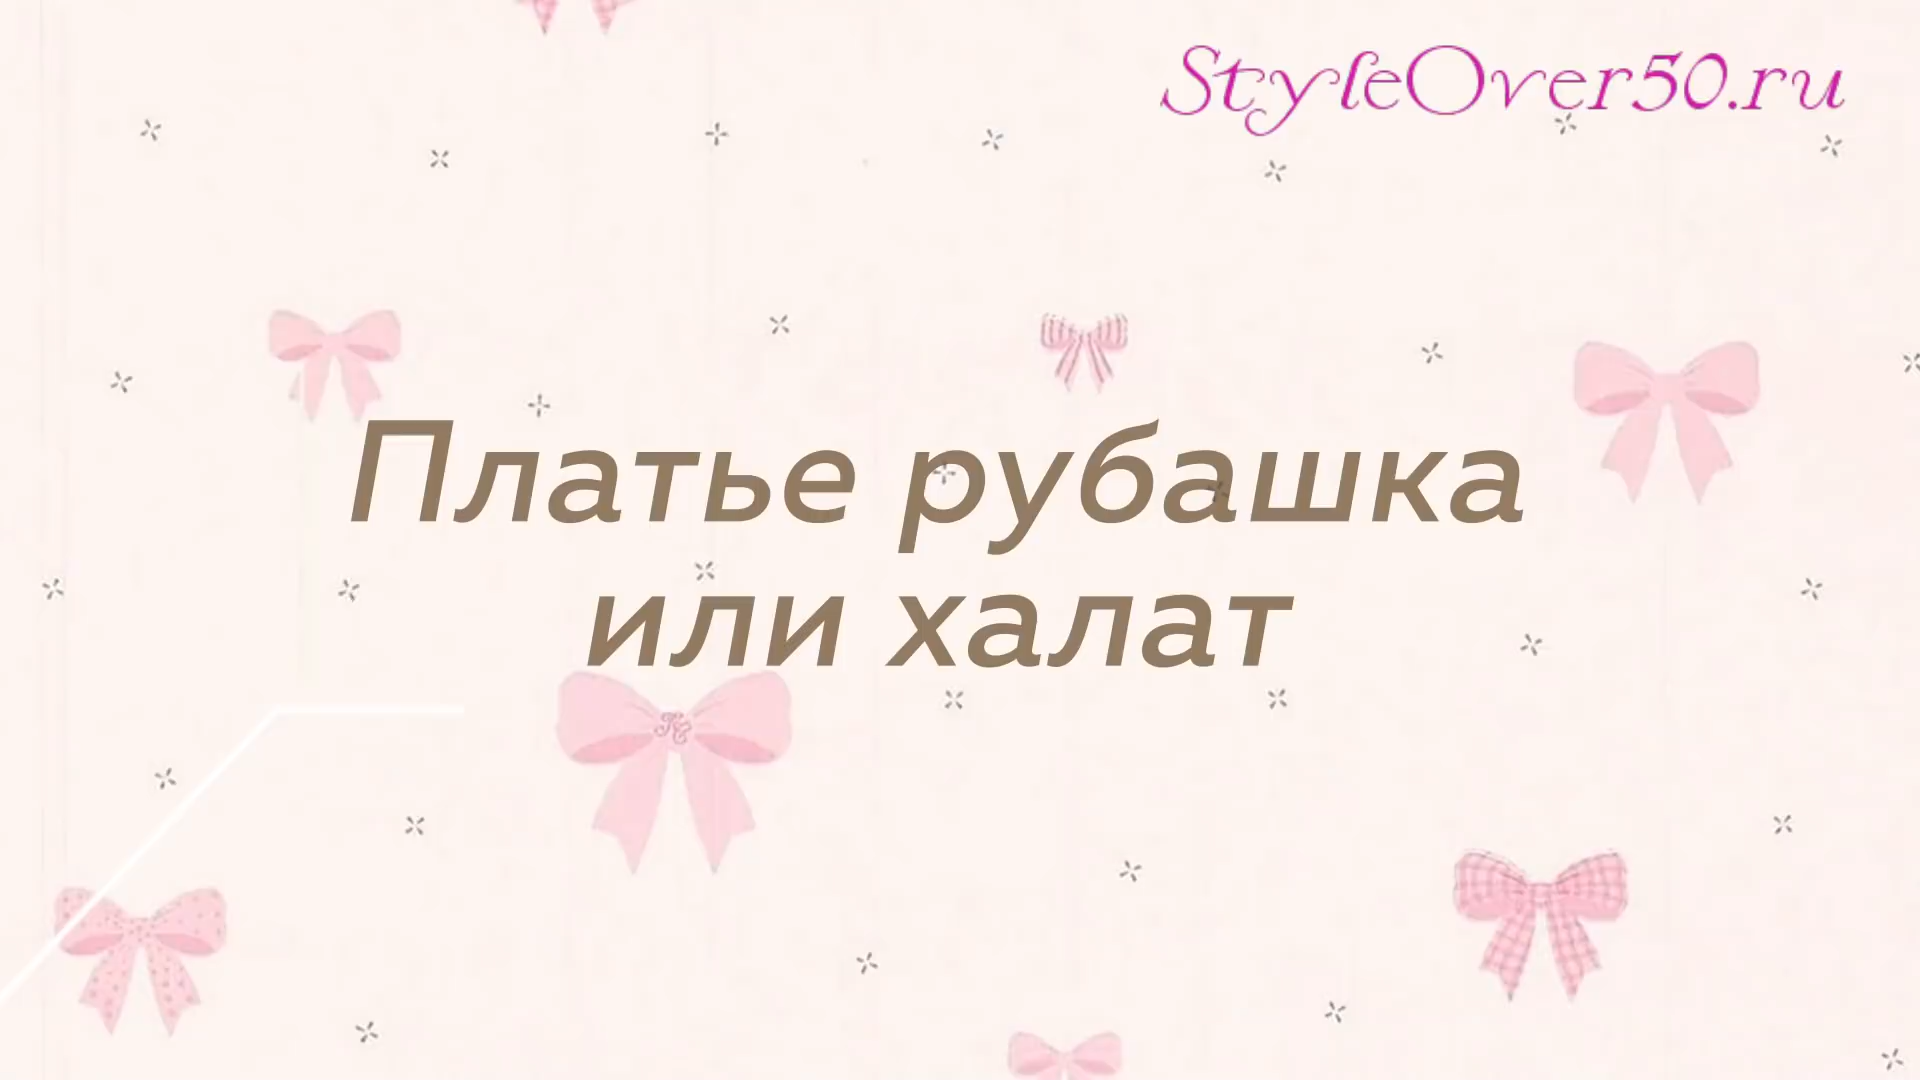 StyleOver50.ru
Платье рубашка
или халат